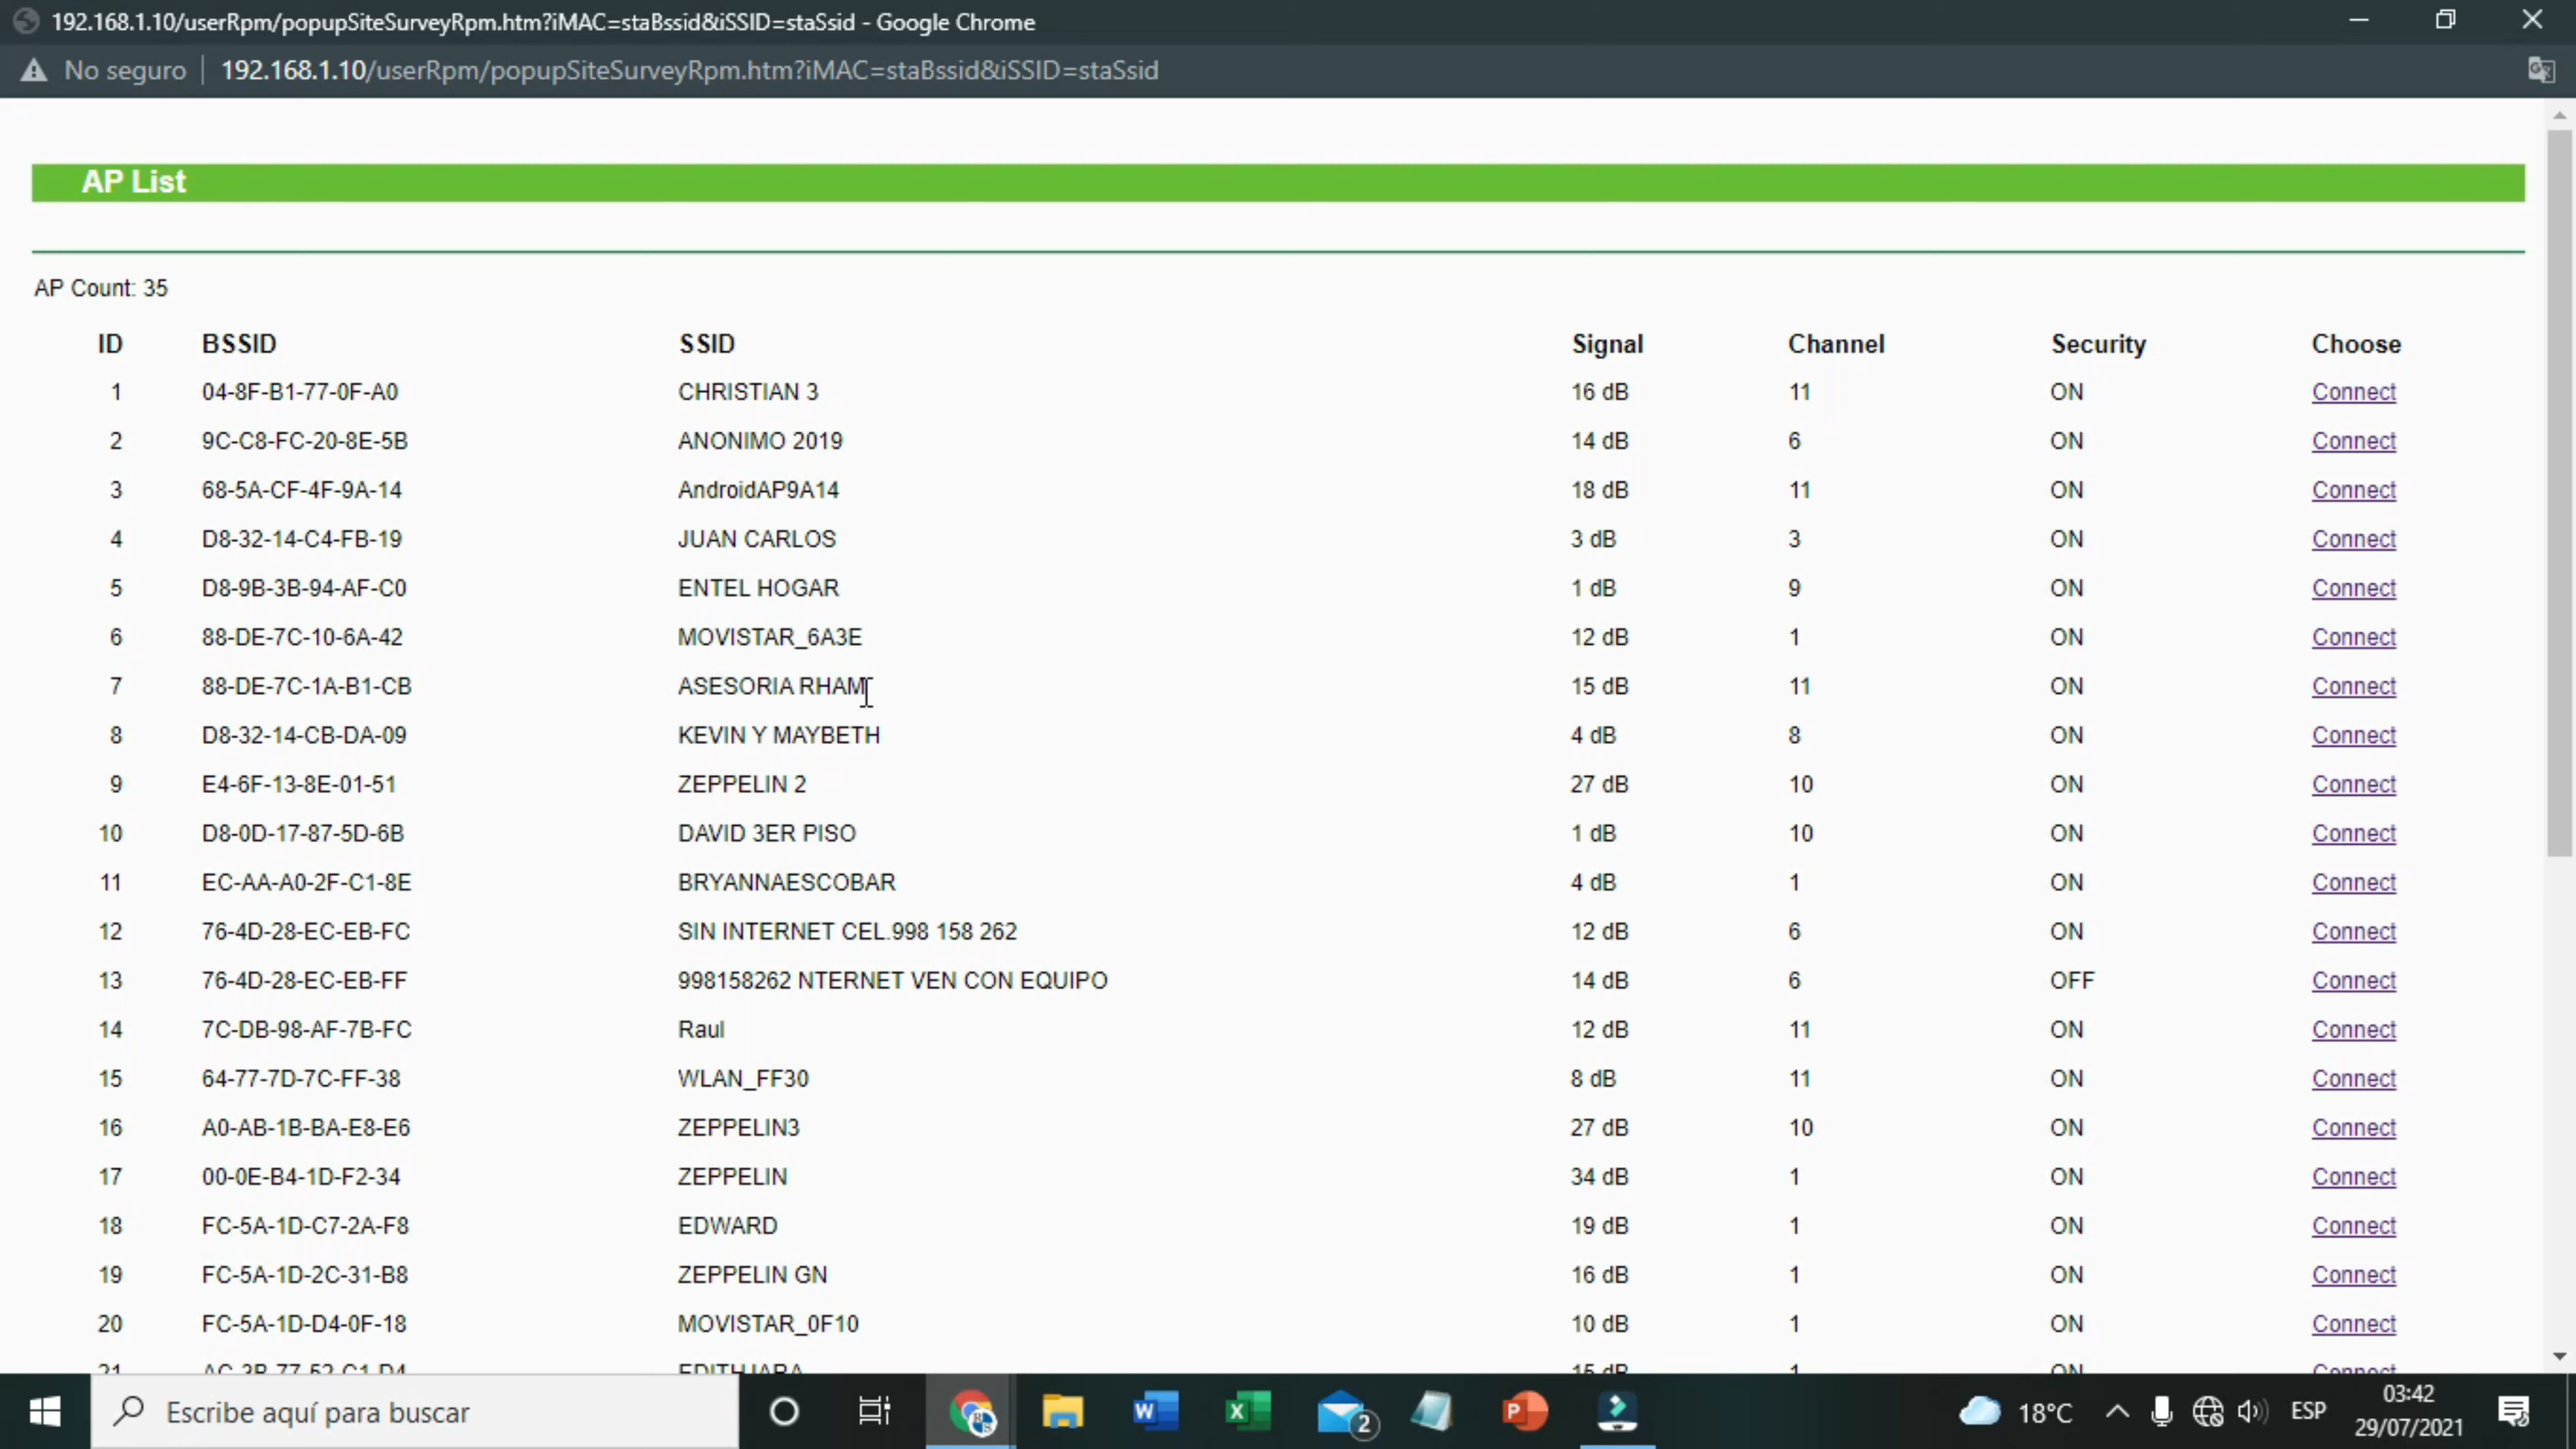 192.168.1.10/userRpm/popupSiteSurveyRpm.htm?iMAC=staBssid&iSSID=staSsid - Google Chrome
No seguro 192.168.1.10/userRpm/popupSiteSurveyRpm.htm?iMAC=staBssid&iSSID=staSsid
AP List
AP Count: 35
ID BSSID SSID Signal Channel Security Choose
1 04-8F-B1-77-0F-A0 CHRISTIAN 3 16 dB 11 ON Connect
2 9C-C8-FC-20-8E-5B ANONIMO 2019 14 dB 6 ON Connect
3 68-5A-CF-4F-9A-14 AndroidAP9A14 18 dB 11 ON Connect
4 D8-32-14-C4-FB-19 JUAN CARLOS 3 dB 3 ON Connect
5 D8-9B-3B-94-AF-C0 ENTEL HOGAR 1 dB 9 ON Connect
6 88-DE-7C-10-6A-42 MOVISTAR_6A3E 12 dB 1 ON Connect
7 88-DE-7C-1A-B1-CB ASESORIA RHAM 15 dB 11 ON Connect
8 D8-32-14-CB-DA-09 KEVIN Y MAYBETH 4 dB 8 ON Connect
9 E4-6F-13-8E-01-51 ZEPPELIN 2 27 dB 10 ON Connect
10 D8-0D-17-87-5D-6B DAVID 3ER PISO 1 dB 10 ON Connect
11 EC-AA-A0-2F-C1-8E BRYANNAESCOBAR 4 dB 1 ON Connect
12 76-4D-28-EC-EB-FC SIN INTERNET CEL.998 158 262 12 dB 6 ON Connect
13 76-4D-28-EC-EB-FF 998158262 NTERNET VEN CON EQUIPO 14 dB 6 OFF Connect
14 7C-DB-98-AF-7B-FC Raul 12 dB 11 ON Connect
15 64-77-7D-7C-FF-38 WLAN_FF30 8 dB 11 ON Connect
16 A0-AB-1B-BA-E8-E6 ZEPPELIN3 27 dB 10 ON Connect
17 00-0E-B4-1D-F2-34 ZEPPELIN 34 dB 1 ON Connect
18 FC-5A-1D-C7-2A-F8 EDWARD 19 dB 1 ON Connect
19 FC-5A-1D-2C-31-B8 ZEPPELIN GN 16 dB 1 ON Connect
20 FC-5A-1D-D4-0F-18 MOVISTAR_0F10 10 dB 1 ON Connect
21 1 ON Connect
Escribe aquí para buscar 2 18°C ESP 03:42
29/07/2021